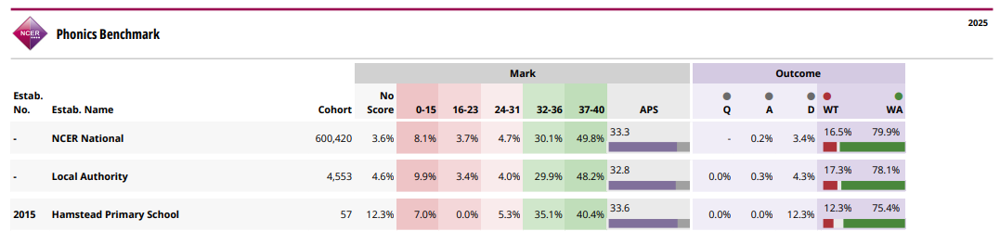 2025
NCER
Phonics Benchmark
Mark Outcome
Estab. No. Estab. Name Cohort No Score 0-15 16-23 24-31 32-36 37-40 APS Q A D WT WA
- NCER National 600,420 3.6% 8.1% 3.7% 4.7% 30.1% 49.8% 33.3 - 0.2% 3.4% 16.5% 79.9%
- Local Authority 4,553 4.6% 9.9% 3.4% 4.0% 29.9% 48.2% 32.8 0.0% 0.3% 4.3% 17.3% 78.1%
2015 Hamstead Primary School 57 12.3% 7.0% 0.0% 5.3% 35.1% 40.4% 33.6 0.0% 0.0% 12.3% 12.3% 75.4%